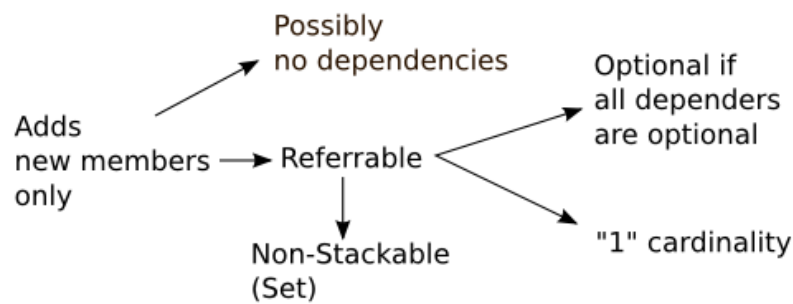 Possibly
no dependencies
Adds
new members
only
Referrable
Optional if
all dependers
are optional
Non-Stackable
(Set)
"1" cardinality